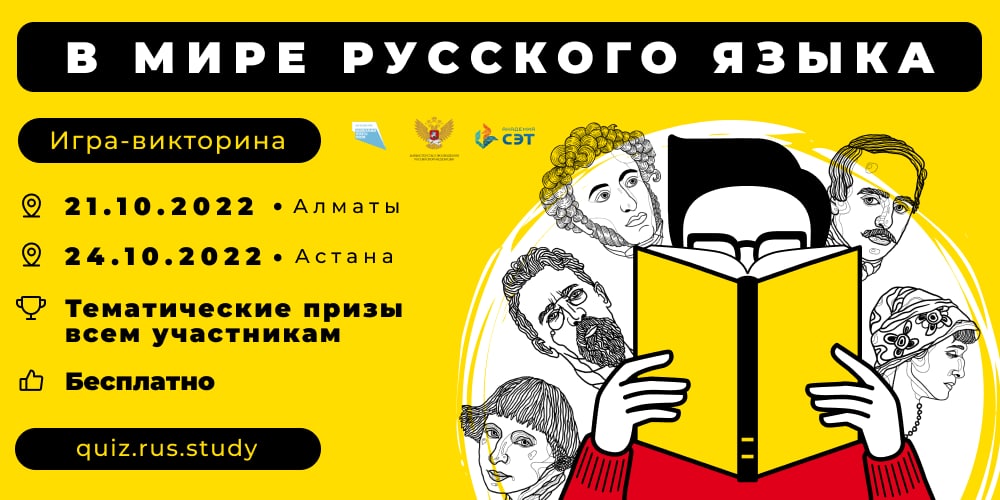 В МИРЕ РУССКОГО ЯЗЫКА
Игра-викторина
АКАДЕМИЯ
СЭТ
21.10.2022 • Алматы
24.10.2022 • Астана
Тематические призы
всем участникам
Бесплатно
quiz.rus.study